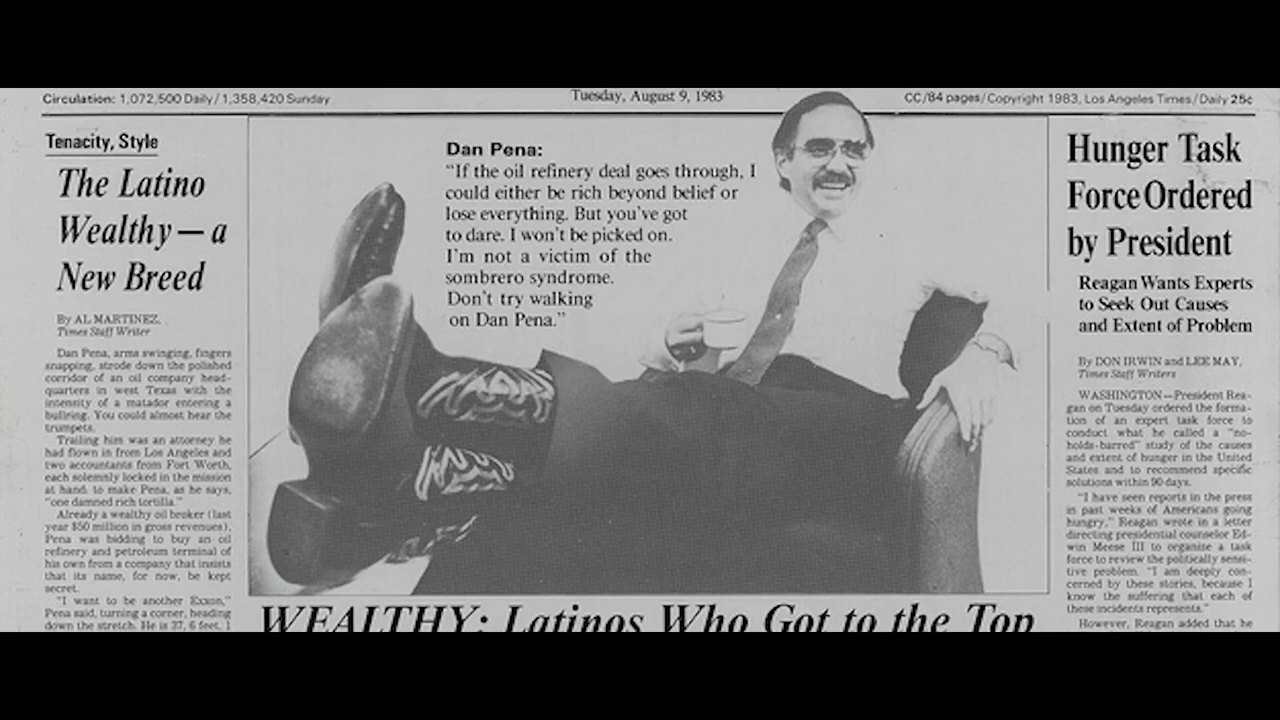 Circulation: 1,072,500 Daily/1,358,420 Sunday
Tuesday, August 9, 1983
CC/84 pages/Copyright 1983, Los Angeles Times/Daily 25¢
Tenacity, Style
The Latino
Wealthy—a
New Breed
By AL MARTINEZ,
Times Staff Writer
Dan Pena, arms swinging, fingers
snapping, strode down the polished
corridor of an oil company head-
quarters in west Texas with the
intensity of a matador entering a
bullring. You could almost hear the
trumpets.
Trailing him was an attorney he
had flown in from Los Angeles and
two accountants from Fort Worth,
each solemnly locked in the mission
at hand: to make Pena, as he says,
"one damned rich tortilla."
Already a wealthy oil broker (last
year $50 million in gross revenues),
Pena was bidding to buy an oil
refinery and petroleum terminal of
his own from a company that insists
that its name, for now, be kept
secret.
"I want to be another Exxon,"
Pena said, turning a corner, heading
down the stretch. He is 37, 6 feet, 1
Dan Pena:
"If the oil refinery deal goes through, I
could either be rich beyond belief or
lose everything. But you've got
to dare. I won't be picked on.
I'm not a victim of the
sombrero syndrome.
Don't try walking
on Dan Pena."
WEALTHY: Latinos Who Got to the Top
Hunger Task
Force Ordered
by President
Reagan Wants Experts
to Seek Out Causes
and Extent of Problem
By DON IRWIN and LEE MAY,
Times Staff Writers
WASHINGTON—President Rea-
gan on Tuesday ordered the forma-
tion of an expert task force to
conduct what he called a "no-
holds-barred" study of the causes
and extent of hunger in the United
States and to recommend specific
solutions within 90 days.
"I have seen reports in the press
in past weeks of Americans going
hungry," Reagan wrote in a letter
directing presidential counselor Ed-
win Meese III to organize a task
force to review the politically sensi-
tive problem. "I am deeply con-
cerned by these stories, because I
know the suffering that each of
these incidents represents."
However, Reagan added that he